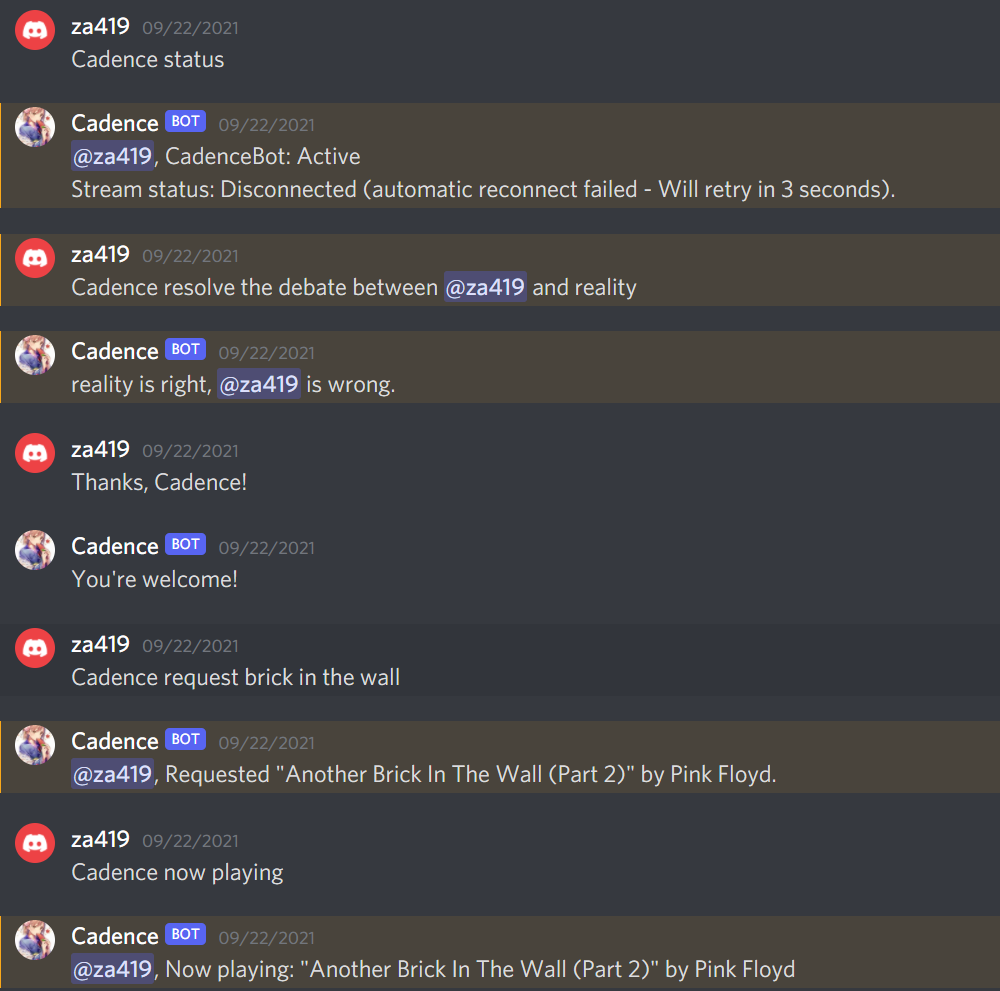 za419 09/22/2021
Cadence status
Cadence BOT 09/22/2021
@za419, CadenceBot: Active
Stream status: Disconnected (automatic reconnect failed - Will retry in 3 seconds).
za419 09/22/2021
Cadence resolve the debate between @za419 and reality
Cadence BOT 09/22/2021
reality is right, @za419 is wrong.
za419 09/22/2021
Thanks, Cadence!
Cadence BOT 09/22/2021
You're welcome!
za419 09/22/2021
Cadence request brick in the wall
Cadence BOT 09/22/2021
@za419, Requested "Another Brick In The Wall (Part 2)" by Pink Floyd.
za419 09/22/2021
Cadence now playing
Cadence BOT 09/22/2021
@za419, Now playing: "Another Brick In The Wall (Part 2)" by Pink Floyd